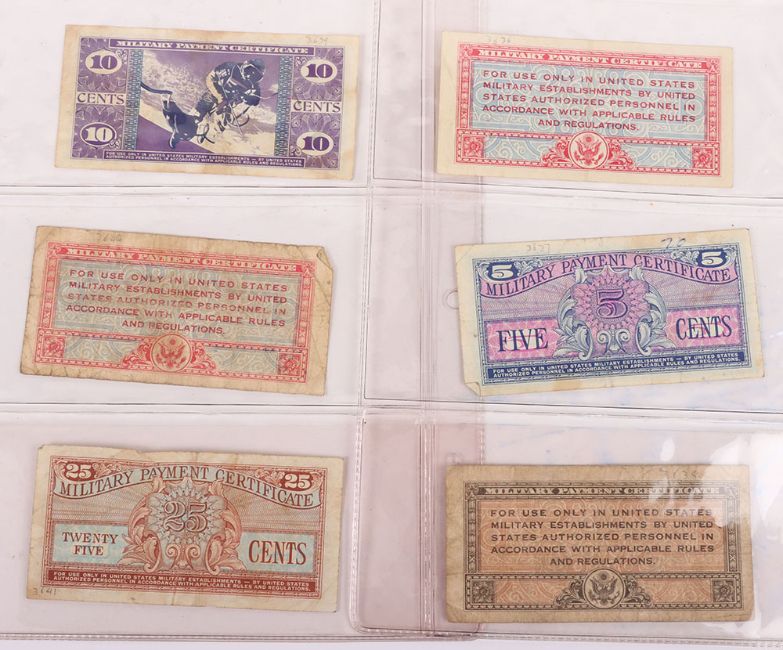 MILITARY PAYMENT CERTIFICATE
10 10
CENTS CENTS
10 10
FOR USE ONLY IN UNITED STATES MILITARY ESTABLISHMENTS — BY UNITED STATES
AUTHORIZED PERSONNEL IN ACCORDANCE WITH APPLICABLE RULES AND REGULATIONS.
MILITARY PAYMENT CERTIFICATE
FOR USE ONLY IN UNITED STATES
MILITARY ESTABLISHMENTS BY UNITED
STATES AUTHORIZED PERSONNEL IN
ACCORDANCE WITH APPLICABLE RULES
AND REGULATIONS.
MILITARY PAYMENT CERTIFICATE
FOR USE ONLY IN UNITED STATES
MILITARY ESTABLISHMENTS BY UNITED
STATES AUTHORIZED PERSONNEL IN
ACCORDANCE WITH APPLICABLE RULES
AND REGULATIONS.
5 5
MILITARY PAYMENT CERTIFICATE
5
FIVE CENTS
FOR USE ONLY IN UNITED STATES MILITARY ESTABLISHMENTS — BY UNITED STATES
AUTHORIZED PERSONNEL IN ACCORDANCE WITH APPLICABLE RULES AND REGULATIONS.
25 25
MILITARY PAYMENT CERTIFICATE
25
TWENTY
FIVE CENTS
FOR USE ONLY IN UNITED STATES MILITARY ESTABLISHMENTS — BY UNITED STATES
AUTHORIZED PERSONNEL IN ACCORDANCE WITH APPLICABLE RULES AND REGULATIONS.
3641
MILITARY PAYMENT CERTIFICATE
FOR USE ONLY IN UNITED STATES
MILITARY ESTABLISHMENTS BY UNITED
STATES AUTHORIZED PERSONNEL IN
ACCORDANCE WITH APPLICABLE RULES
AND REGULATIONS.